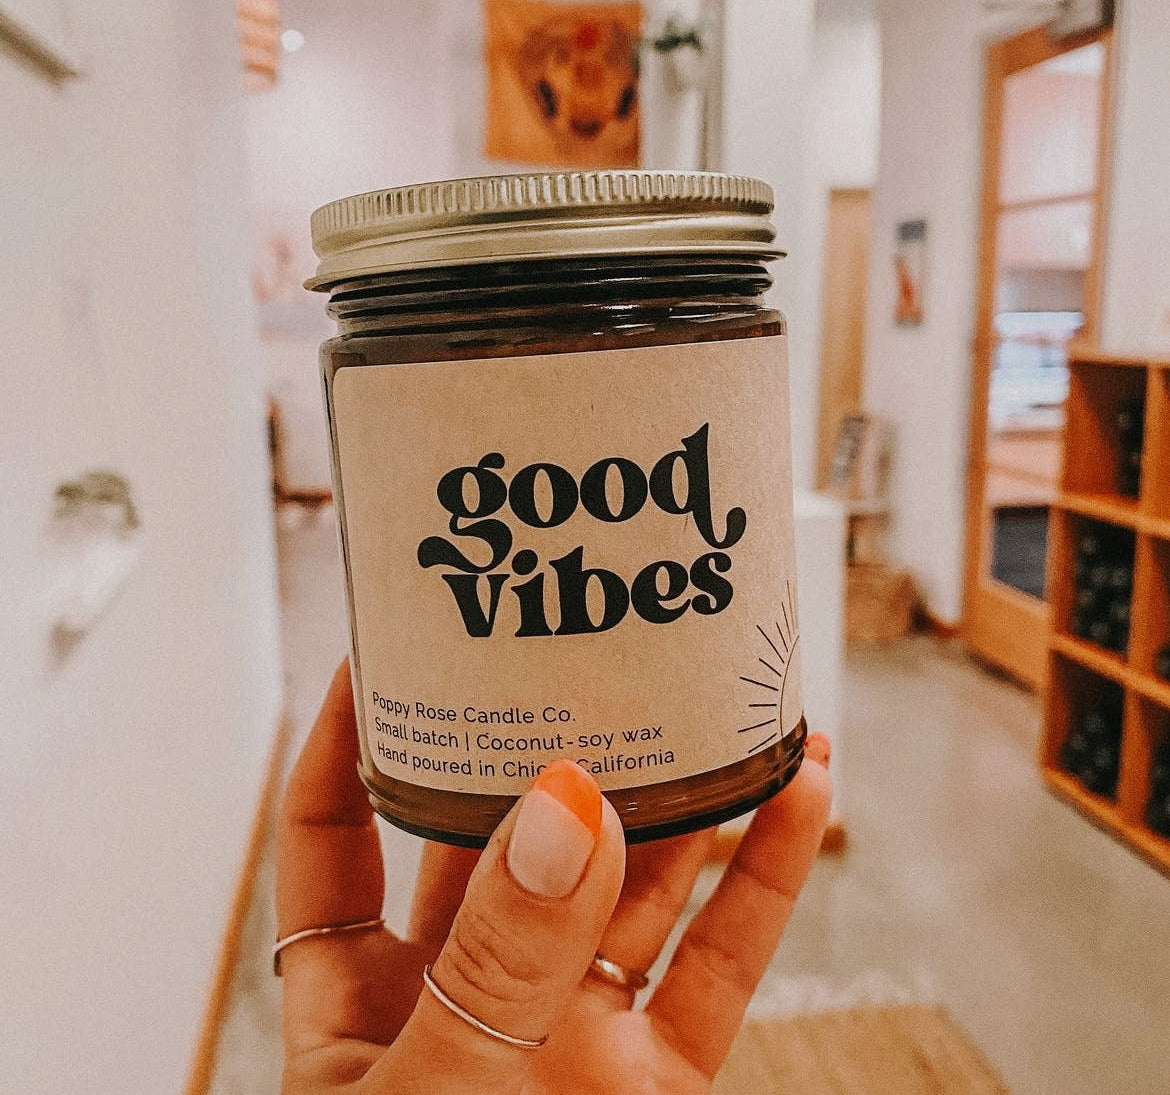 good
vibes
Poppy Rose Candle Co.
Small batch | Coconut-soy wax
Hand poured in California